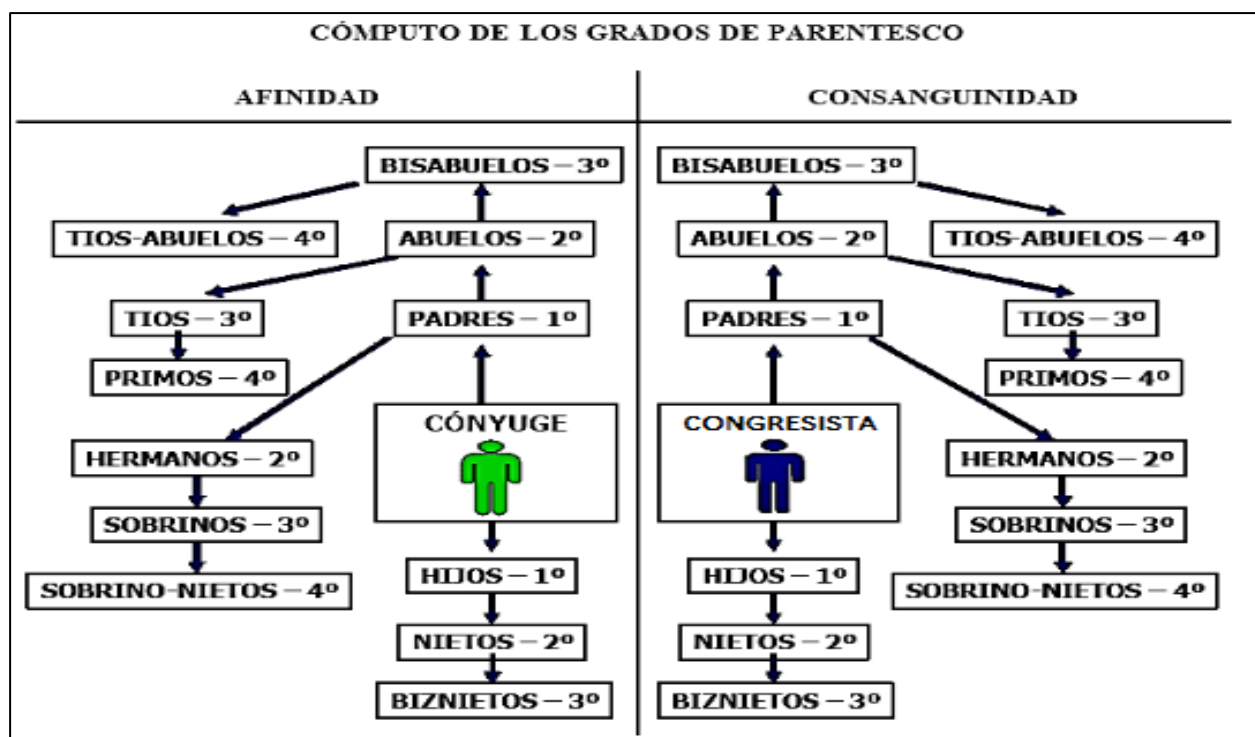 CÓMPUTO DE LOS GRADOS DE PARENTESCO
AFINIDAD
BISABUELOS – 3º
TIOS-ABUELOS – 4º
ABUELOS – 2º
TIOS – 3º
PADRES – 1º
PRIMOS – 4º
CÓNYUGE
HERMANOS – 2º
SOBRINOS – 3º
SOBRINO-NIETOS – 4º
HIJOS – 1º
NIETOS – 2º
BIZNIETOS – 3º
CONSANGUINIDAD
BISABUELOS – 3º
ABUELOS – 2º
TIOS-ABUELOS – 4º
PADRES – 1º
TIOS – 3º
PRIMOS – 4º
CONGRESISTA
HERMANOS – 2º
SOBRINOS – 3º
HIJOS – 1º
SOBRINO-NIETOS – 4º
NIETOS – 2º
BIZNIETOS – 3º